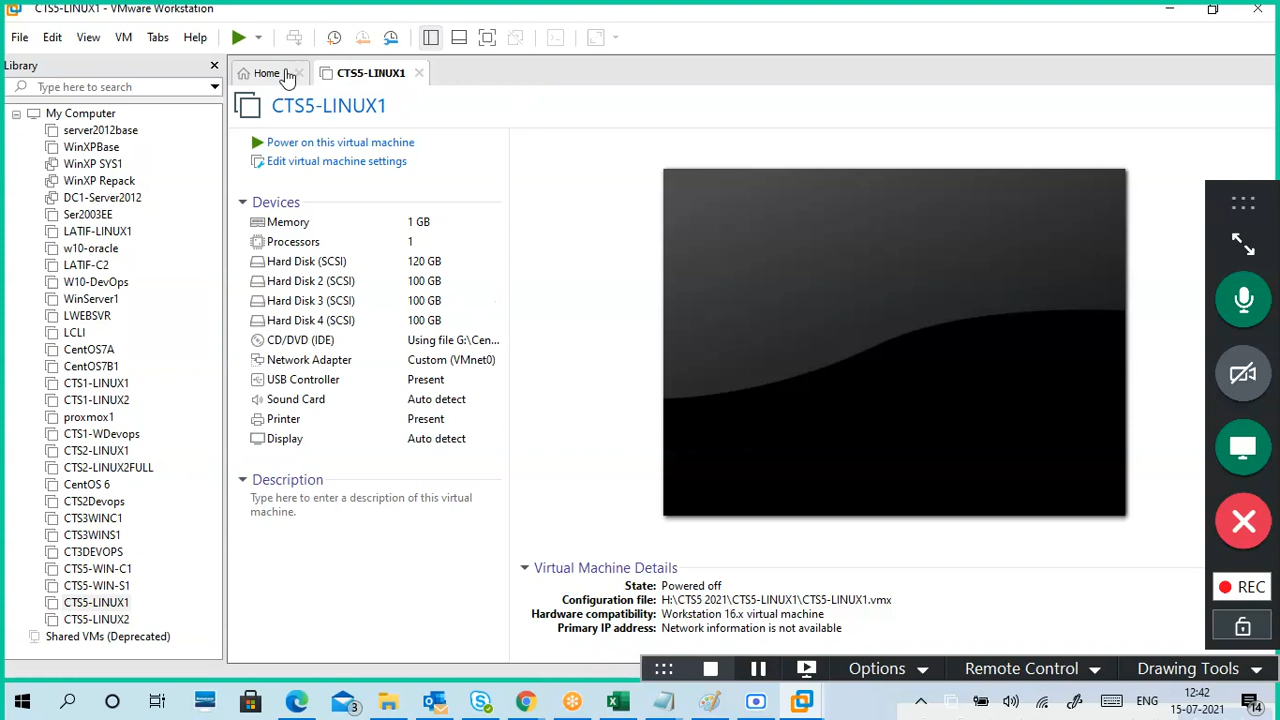 CTS5-LINUX1 - VMware Workstation
File Edit View VM Tabs Help
Library
Type here to search
Home
CTS5-LINUX1
CTS5-LINUX1
My Computer
server2012base
WinXPBase
WinXP SYS1
WinXP Repack
DC1-Server2012
Ser2003EE
LATIF-LINUX1
w10-oracle
LATIF-C2
W10-DevOps
WinServer1
LWEBSVR
LCLI
CentOS7A
CentOS7B1
CTS1-LINUX1
CTS1-LINUX2
proxmox1
CTS1-WDevops
CTS2-LINUX1
CTS2-LINUX2FULL
CentOS 6
CTS2Devops
CTS3WINC1
CTS3WINS1
CT3DEVOPS
CTS5-WIN-C1
CTS5-WIN-S1
CTS5-LINUX1
CTS5-LINUX2
Shared VMs (Deprecated)
Power on this virtual machine
Edit virtual machine settings
Devices
Memory 1 GB
Processors 1
Hard Disk (SCSI) 120 GB
Hard Disk 2 (SCSI) 100 GB
Hard Disk 3 (SCSI) 100 GB
Hard Disk 4 (SCSI) 100 GB
CD/DVD (IDE) Using file G:\Cen...
Network Adapter Custom (VMnet0)
USB Controller Present
Sound Card Auto detect
Printer Present
Display Auto detect
Description
Type here to enter a description of this virtual
machine.
Virtual Machine Details
State: Powered off
Configuration file: H:\CTS5 2021\CTS5-LINUX1\CTS5-LINUX1.vmx
Hardware compatibility: Workstation 16.x virtual machine
Primary IP address: Network information is not available
REC
Options Remote Control Drawing Tools
3
ENG
12:42
15-07-2021
14